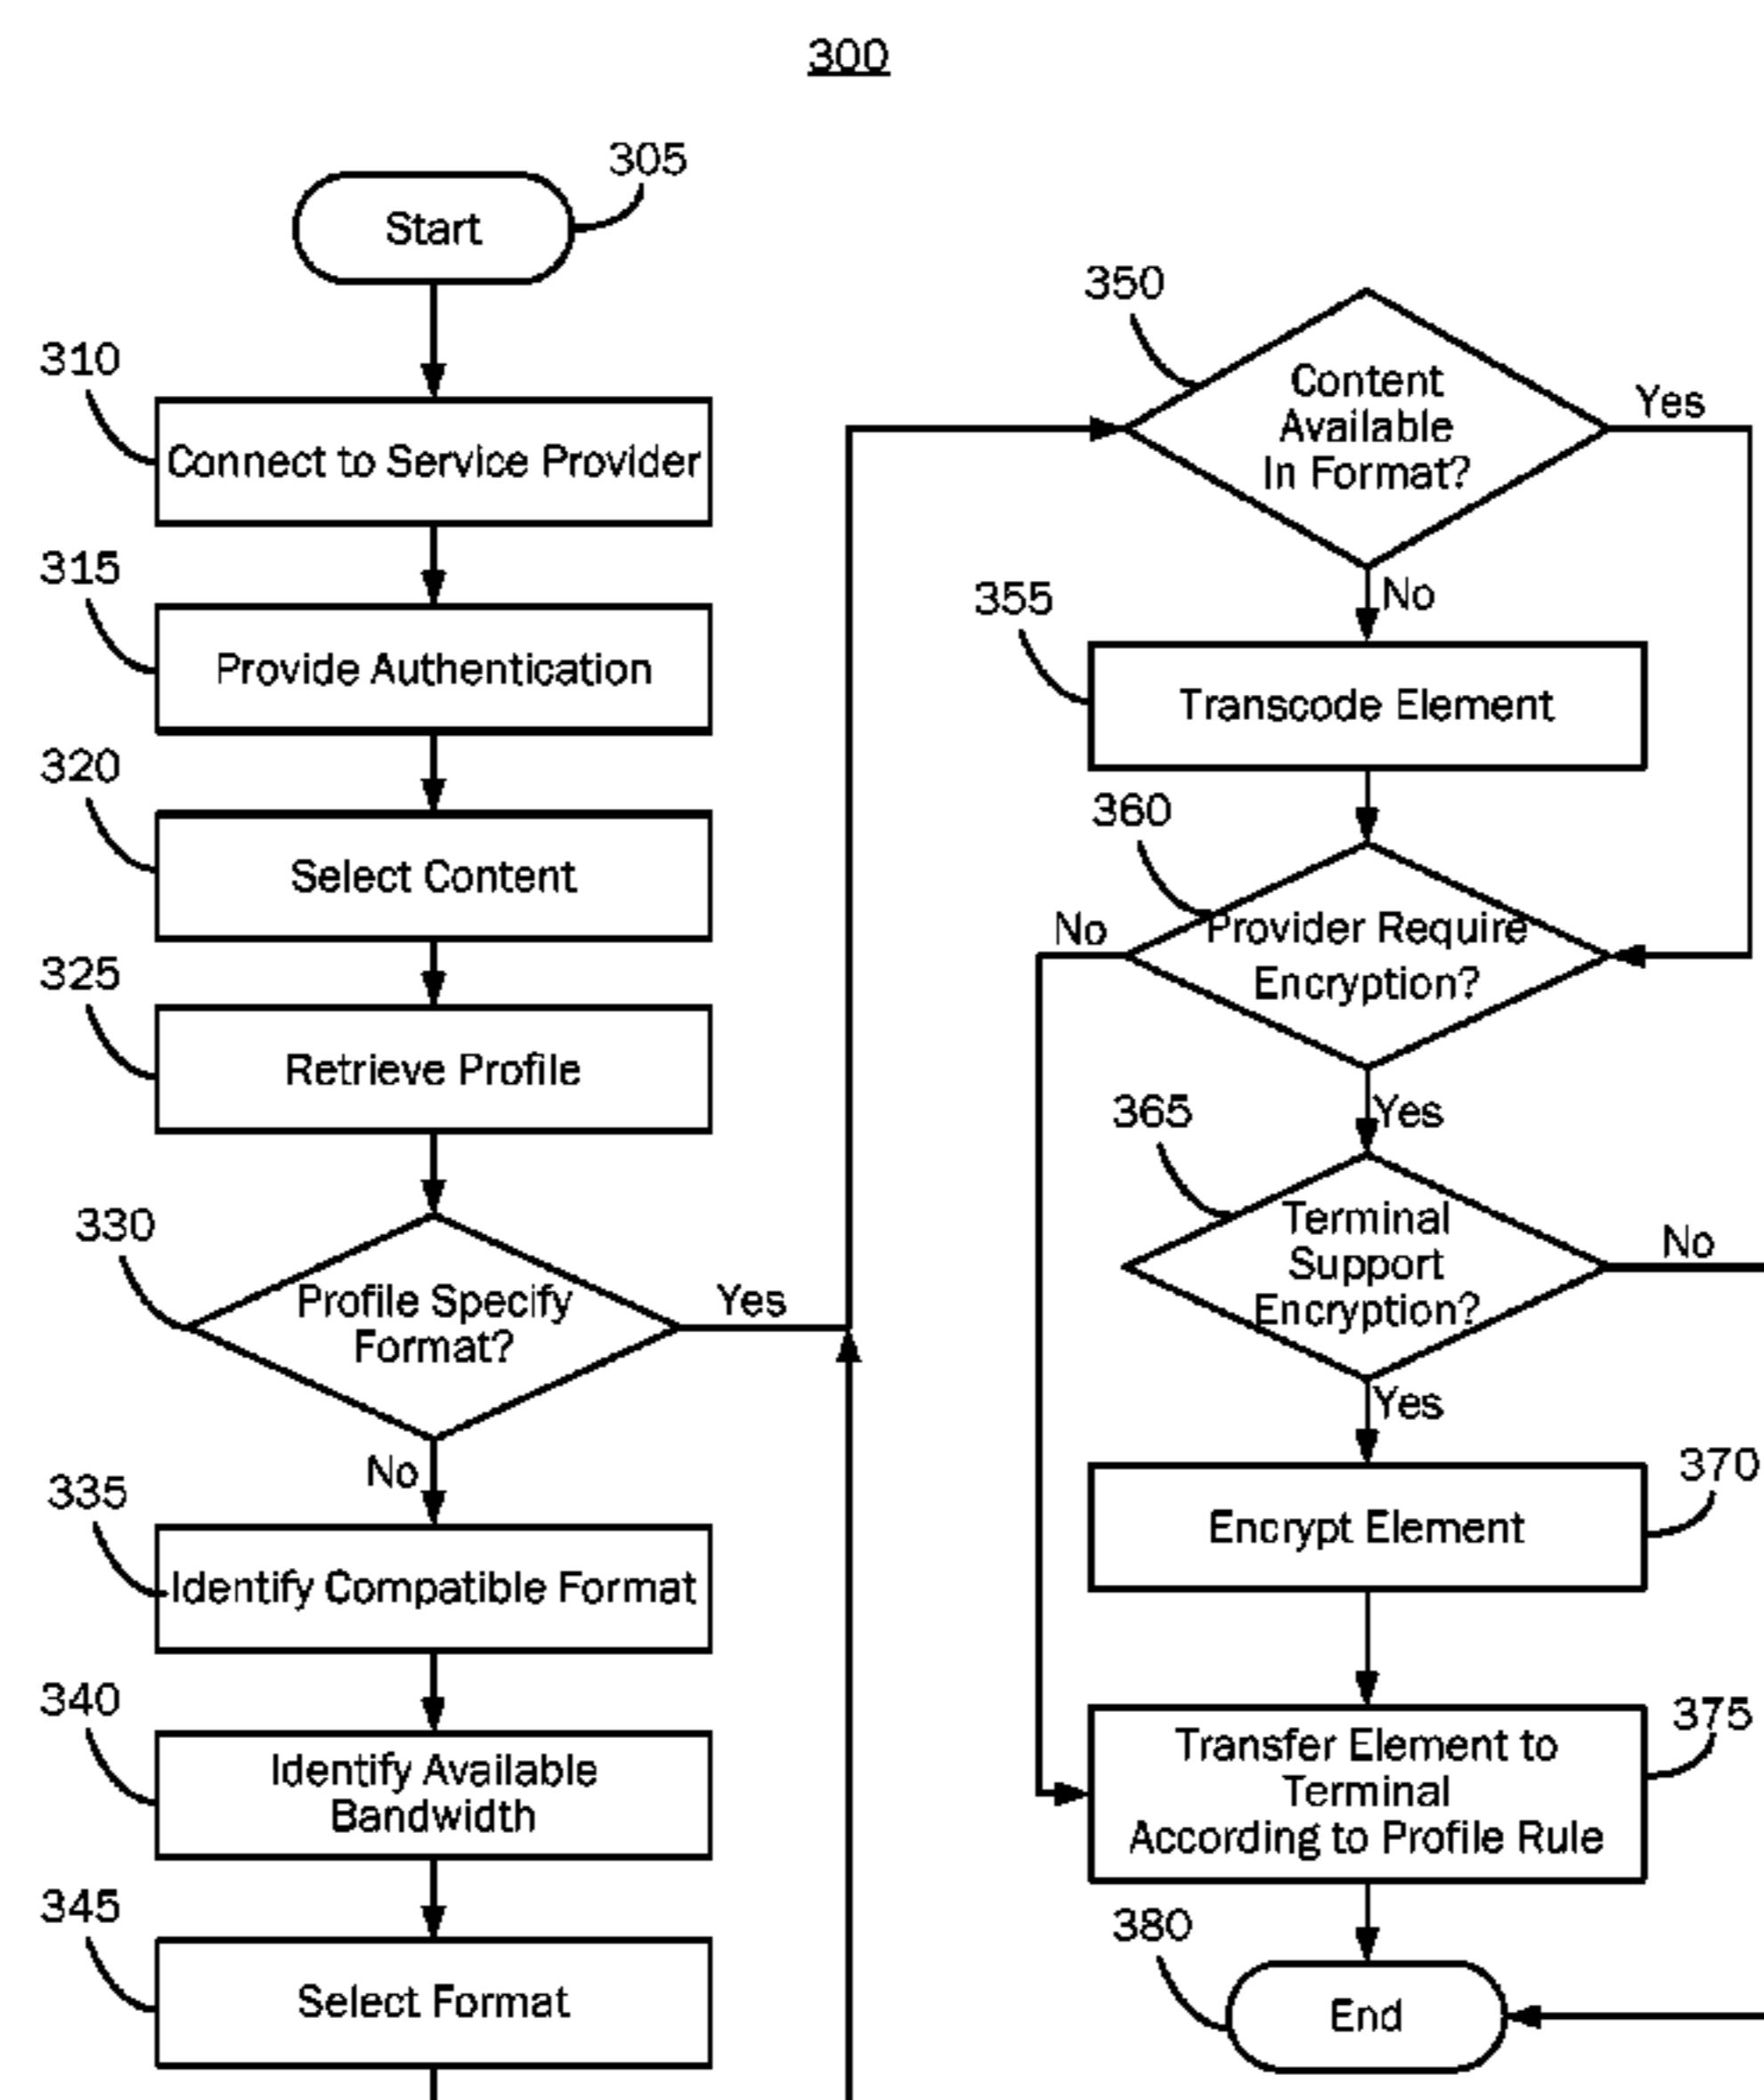 300
305
Start
310
Connect to Service Provider
315
Provide Authentication
320
Select Content
325
Retrieve Profile
330
Profile Specify
Format?
Yes
No
335
Identify Compatible Format
340
Identify Available
Bandwidth
345
Select Format
350
Content
Available
In Format?
Yes
No
355
Transcode Element
360
Provider Require
Encryption?
No
Yes
365
Terminal
Support
Encryption?
No
Yes
370
Encrypt Element
375
Transfer Element to
Terminal
According to Profile Rule
380
End